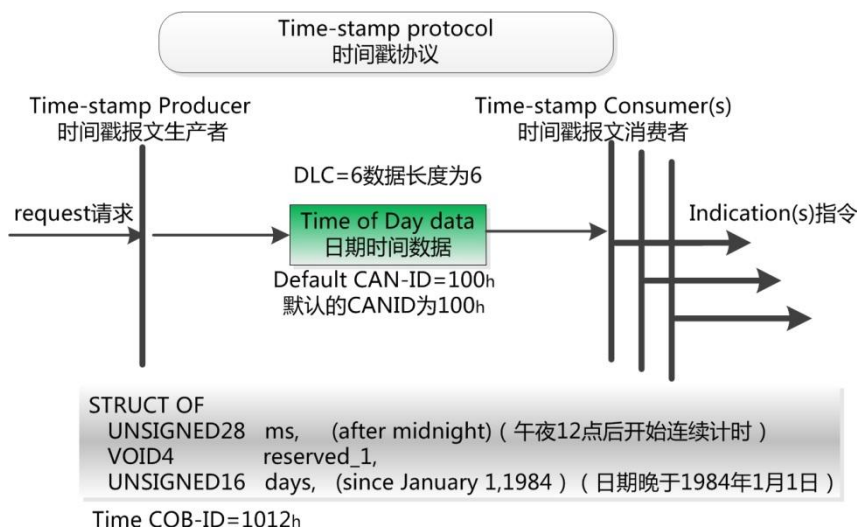 Time-stamp protocol
时间戳协议
Time-stamp Producer
时间戳报文生产者
Time-stamp Consumer(s)
时间戳报文消费者
DLC=6数据长度为6
request请求
Time of Day data
日期时间数据
Indication(s)指令
Default CAN-ID=100h
默认的CANID为100h
STRUCT OF
UNSIGNED28 ms, (after midnight)(午夜12点后开始连续计时)
VOID4 reserved_1,
UNSIGNED16 days, (since January 1,1984)(日期晚于1984年1月1日)
Time COB-ID=1012h